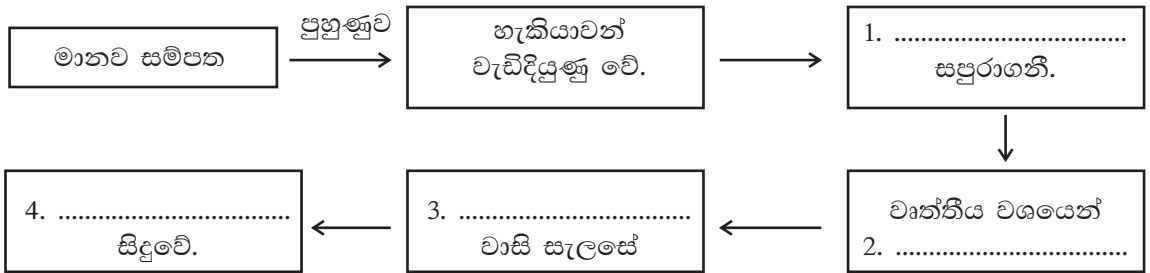 මානව සම්පත
පුහුණුව
හැකියාවන්
වැඩිදියුණු වේ.
1. ..................................
සපුරාගනී.
වෘත්තීය වශයෙන්
2. ..................................
3. ..................................
වාසි සැලසේ
4. ..................................
සිදුවේ.